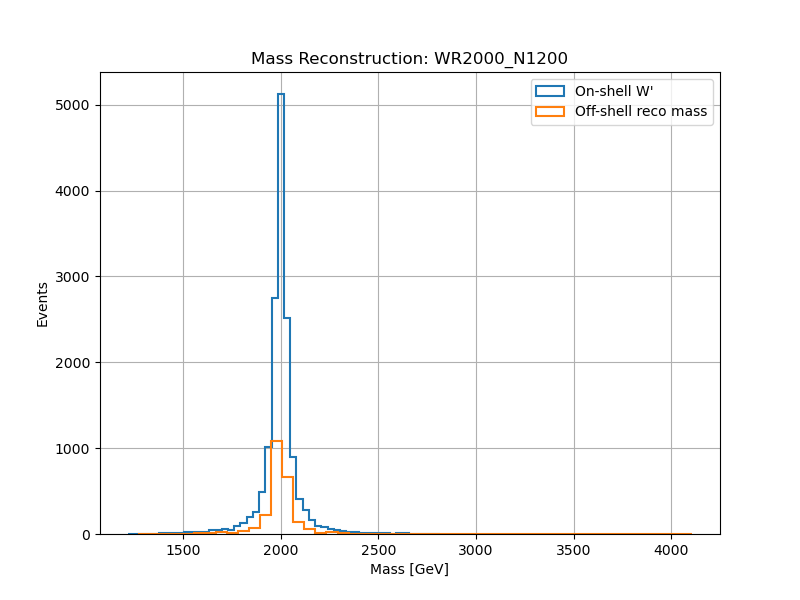 Mass Reconstruction: WR2000_N1200
On-shell W'
Off-shell reco mass
Events
5000
4000
3000
2000
1000
0
1500 2000 2500 3000 3500 4000
Mass [GeV]